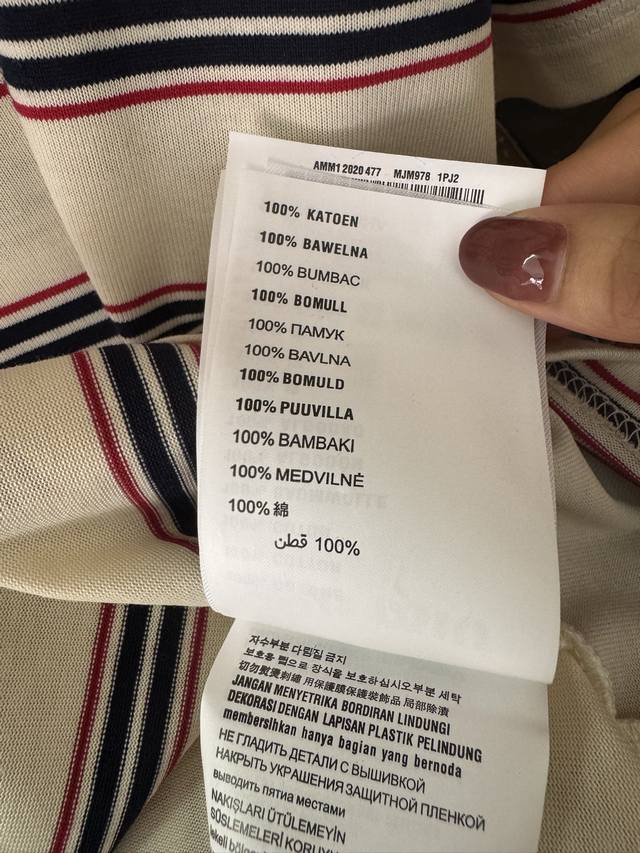 AMM12020477 MJM978 1PJ2
100% KATOEN
100% BAWELNA
100% BUMBAC
100% BOMULL
100% ПАМУК
100% BAVLNA
100% BOMULD
100% PUUVILLA
100% BAMBAKI
100% MEDVILNĖ
100% 綿
100% قطن
자수부분 다림질 금지
보호용 랩으로 장식을 보호하십시오부분 세탁
切勿熨燙刺繡 用保護膜保護裝飾品 局部除漬
JANGAN MENYETRIKA BORDIRAN LINDUNGI
DEKORASI DENGAN LAPISAN PLASTIK PELINDUNG
membersihkan hanya bagian yang bernoda
НЕ ГЛАДИТЬ ДЕТАЛИ С ВЫШИВКОЙ
НАКРЫТЬ УКРАШЕНИЯ ЗАЩИТНОЙ ПЛЕНКОЙ
выводить пятиа местами
NAKIŞLARI ÜTÜLEMEYİN
SÜSLEMELERİ